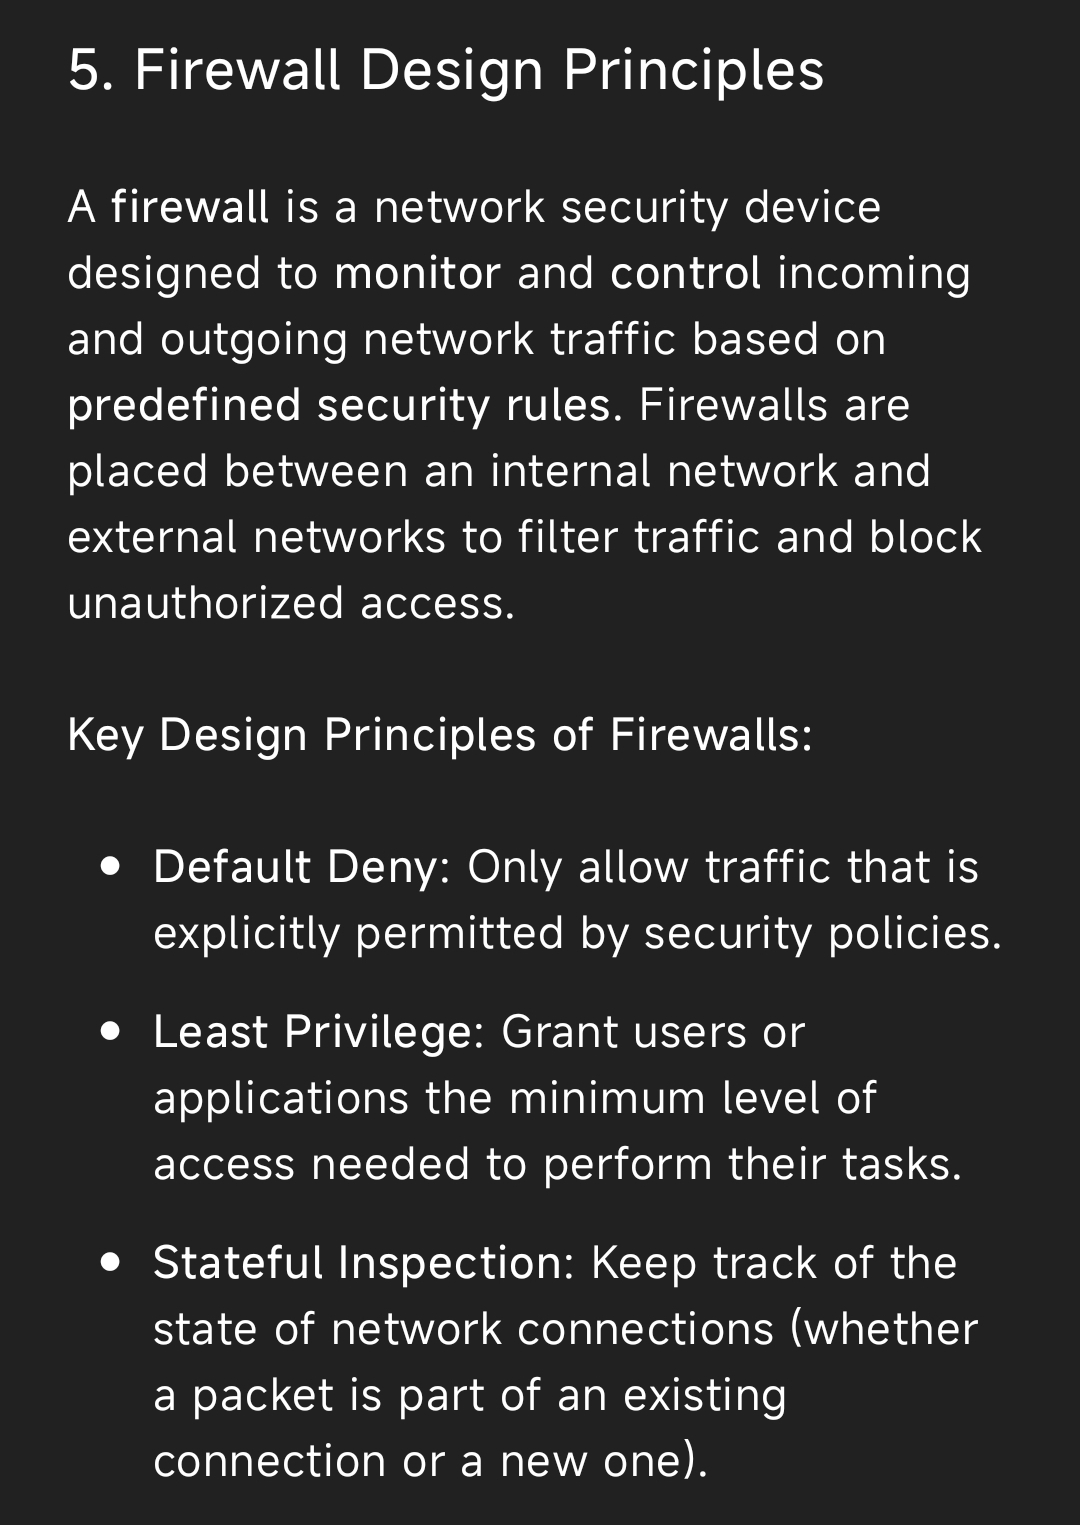 5. Firewall Design Principles
A firewall is a network security device
designed to monitor and control incoming
and outgoing network traffic based on
predefined security rules. Firewalls are
placed between an internal network and
external networks to filter traffic and block
unauthorized access.
Key Design Principles of Firewalls:
• Default Deny: Only allow traffic that is
explicitly permitted by security policies.
• Least Privilege: Grant users or
applications the minimum level of
access needed to perform their tasks.
• Stateful Inspection: Keep track of the
state of network connections (whether
a packet is part of an existing
connection or a new one).